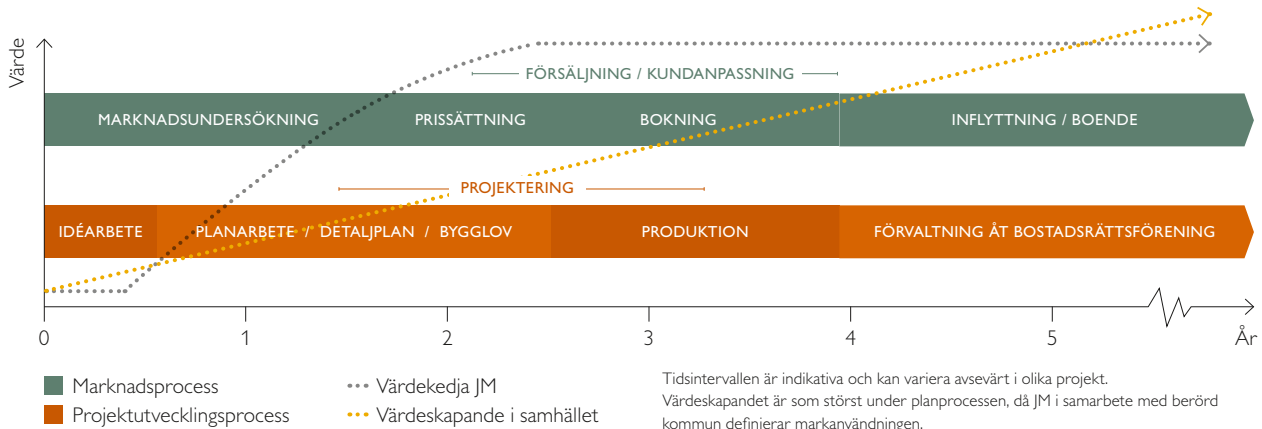 Värde
FÖRSÄLJNING / KUNDANPASSNING
MARKNADSUNDERSÖKNING PRISSÄTTNING BOKNING INFLYTTNING / BOENDE
PROJEKTERING
IDÉARBETE PLANARBETE / DETALJPLAN / BYGGLOV PRODUKTION FÖRVALTNING ÅT BOSTADSRÄTTSFÖRENING
0 1 2 3 4 5 År
Marknadsprocess
Projektutvecklingsprocess
Värdekedja JM
Värdeskapande i samhället
Tidsintervallen är indikativa och kan variera avsevärt i olika projekt.
Värdeskapandet är som störst under planprocessen, då JM i samarbete med berörd
kommun definierar markanvändningen.